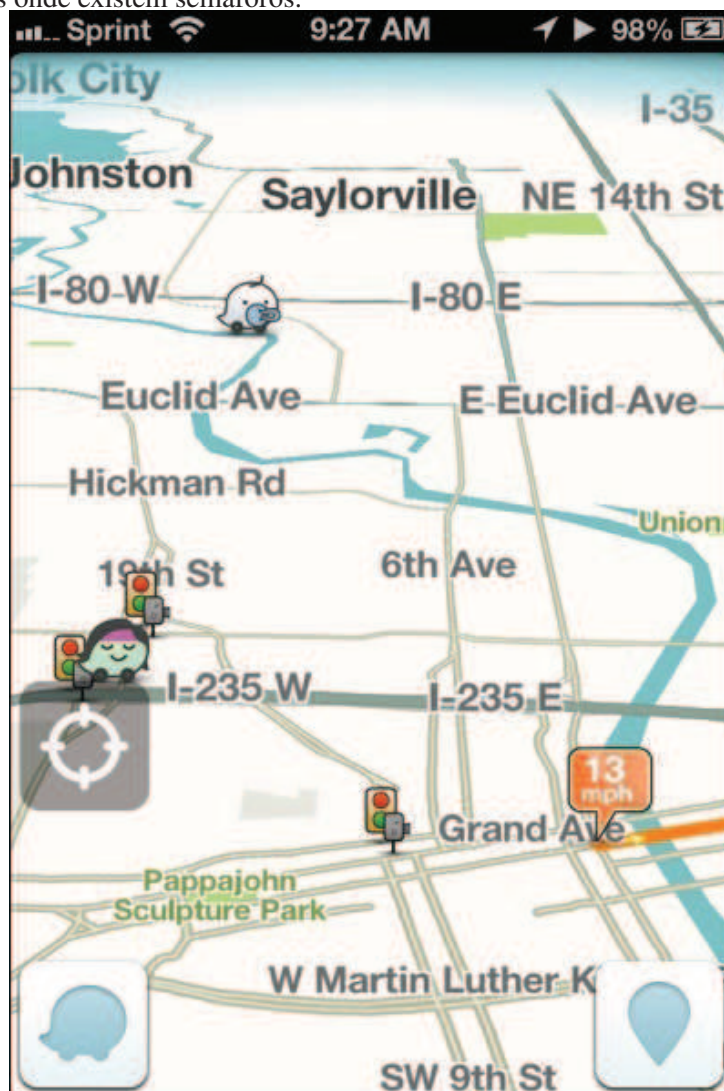 s onde existem semáforos.
Sprint 9:27 AM 98%
olk City
I-35
Johnston
Saylorville NE 14th St
I-80 W I-80 E
Euclid Ave E Euclid Ave
Hickman Rd
Union
19th St 6th Ave
I-235 W I-235 E
13
mph
Grand Ave
Pappajohn
Sculpture Park
W Martin Luther K
SW 9th St